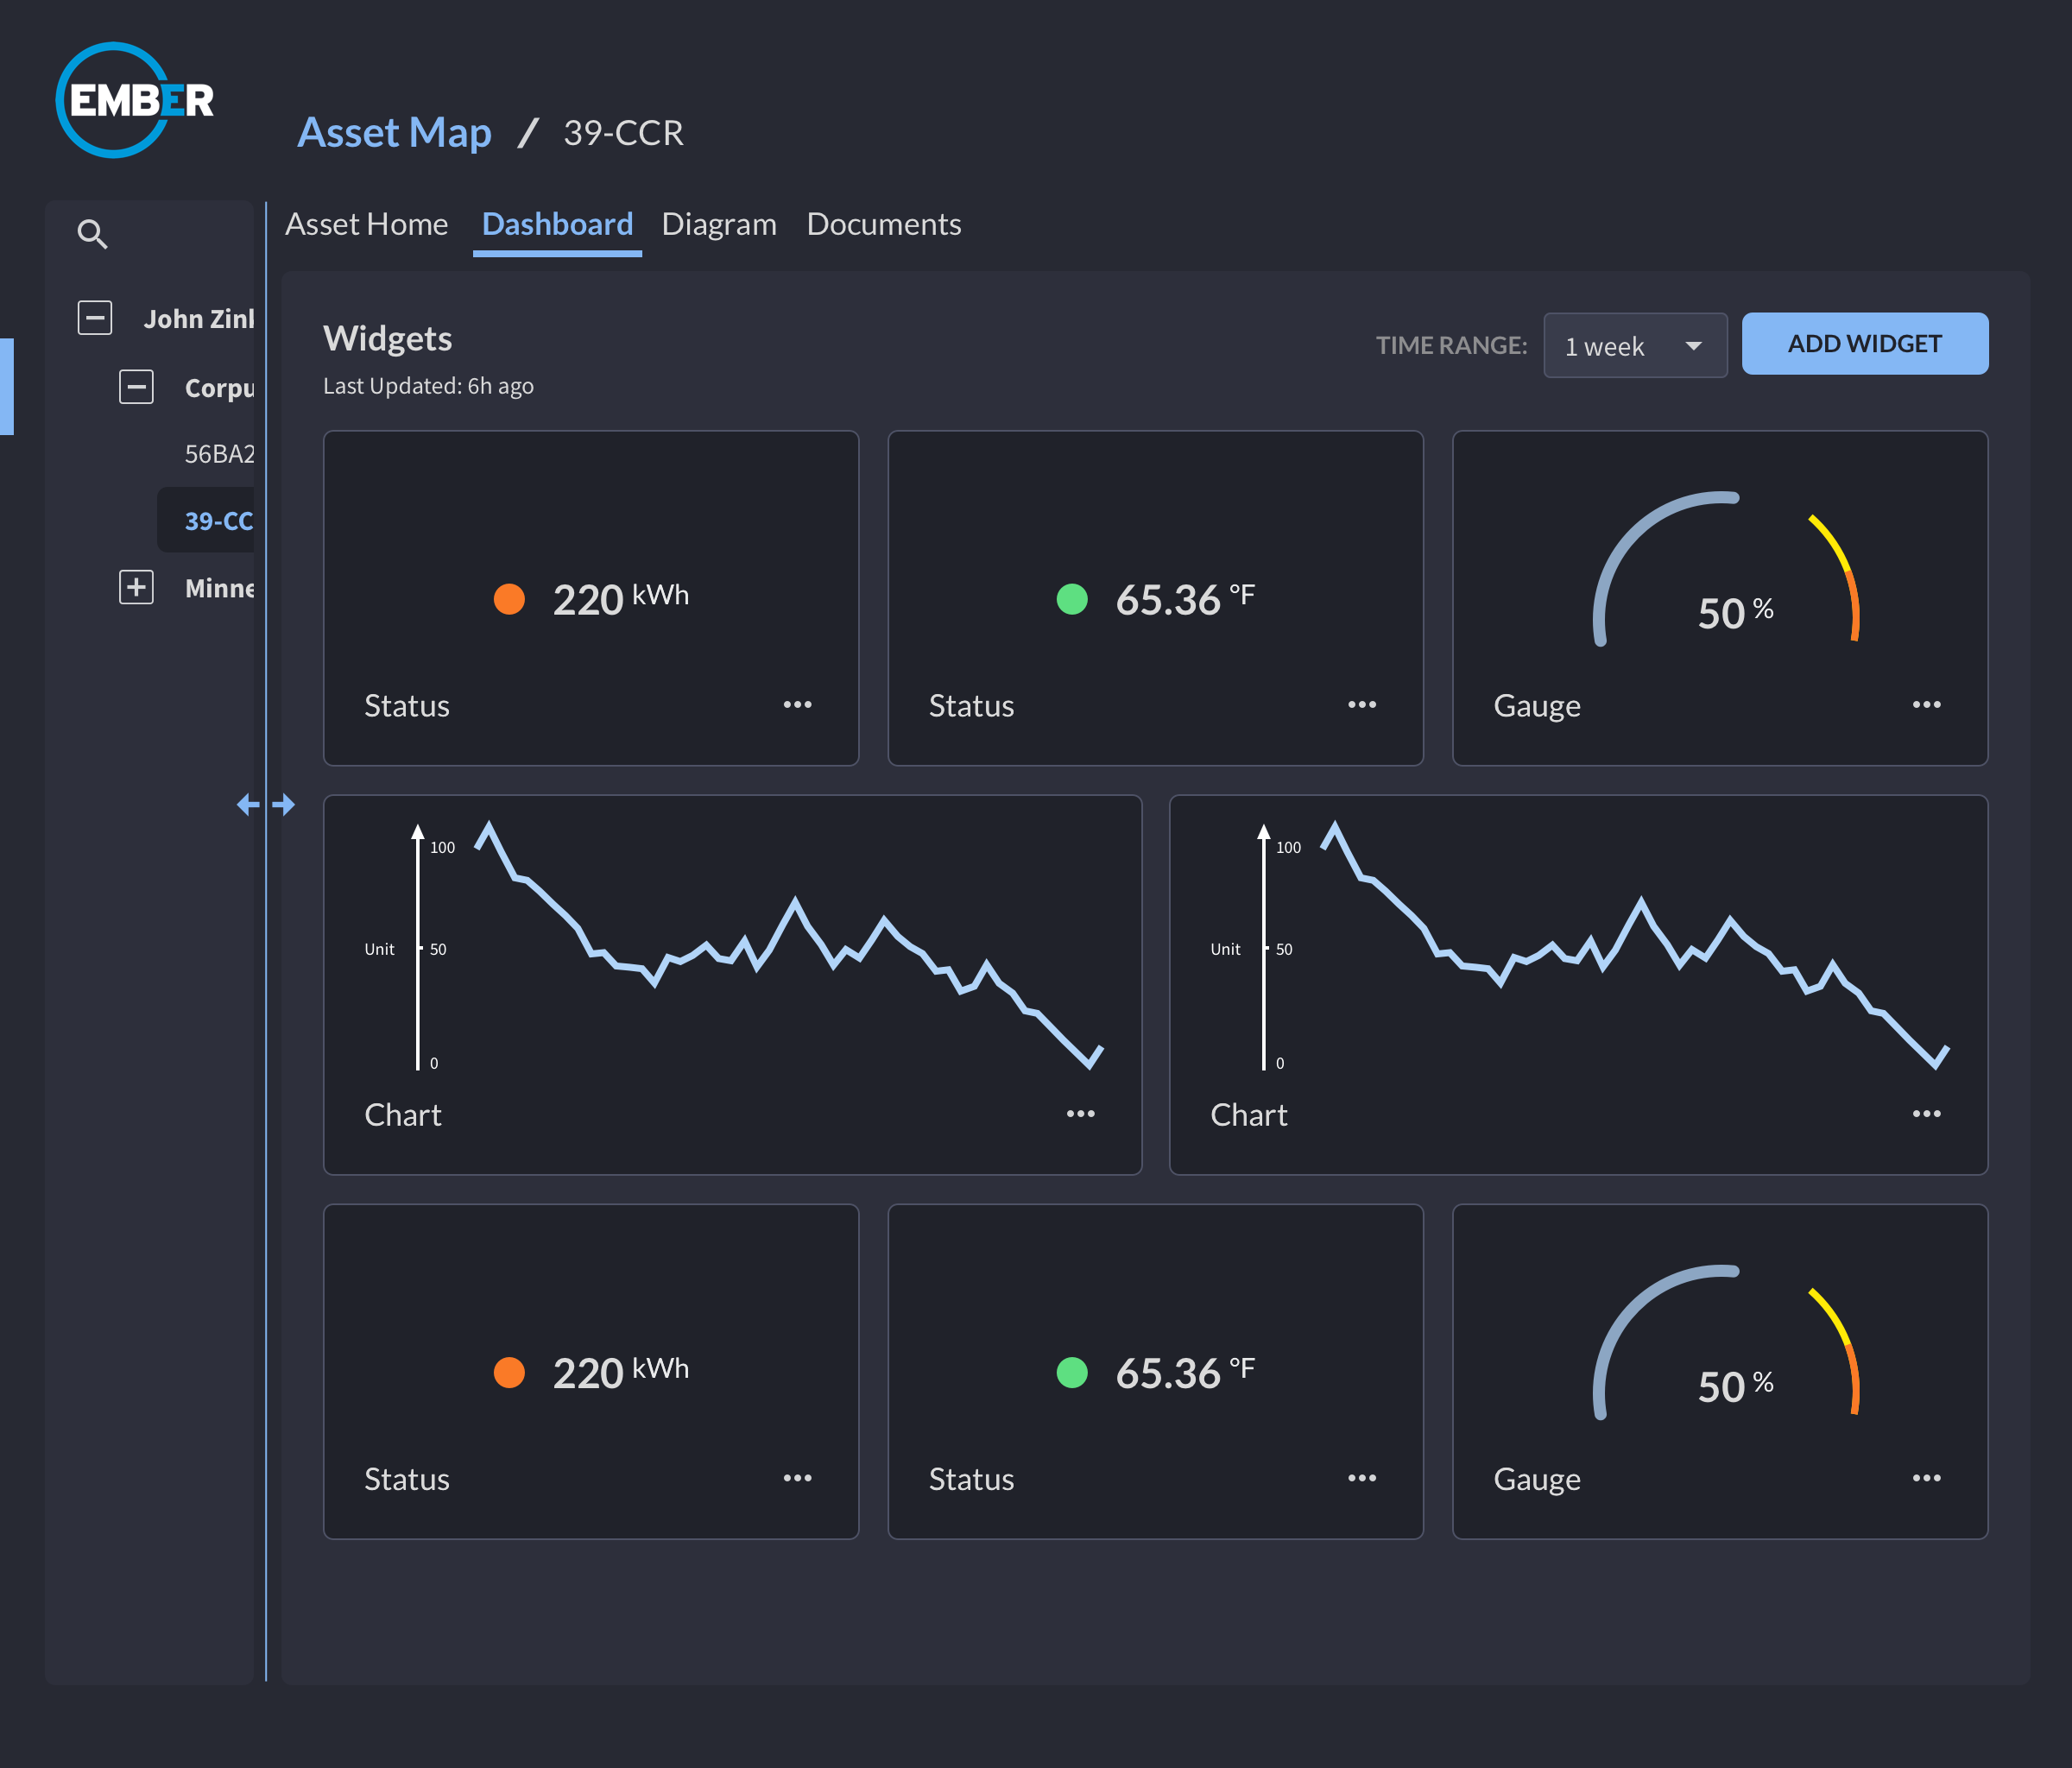 EMBER
Asset Map / 39-CCR
Asset Home Dashboard Diagram Documents
John Zink
Corpu
56BA2
39-CC
Minne
Widgets
Last Updated: 6h ago
TIME RANGE: 1 week
ADD WIDGET
220 kWh
Status
65.36 °F
Status
50 %
Gauge
100
Unit 50
0
Chart
100
Unit 50
0
Chart
220 kWh
Status
65.36 °F
Status
50 %
Gauge